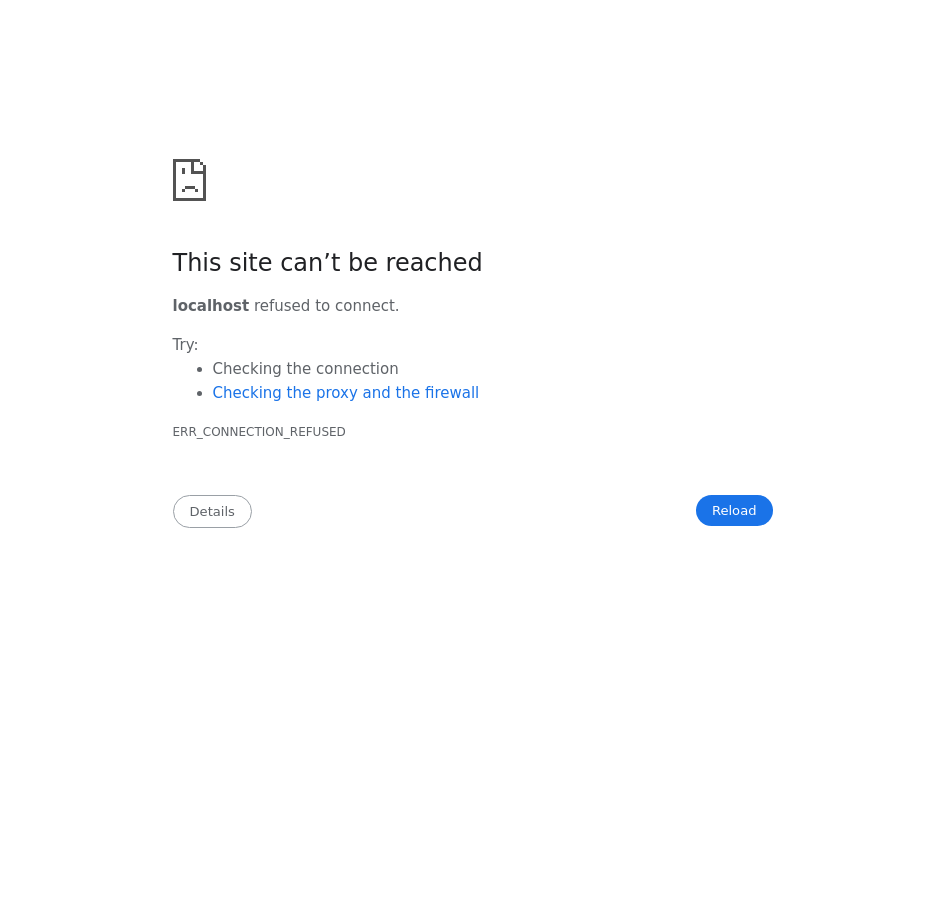 This site can’t be reached
localhost refused to connect.
Try:
Checking the connection
Checking the proxy and the firewall
ERR_CONNECTION_REFUSED
Details
Reload